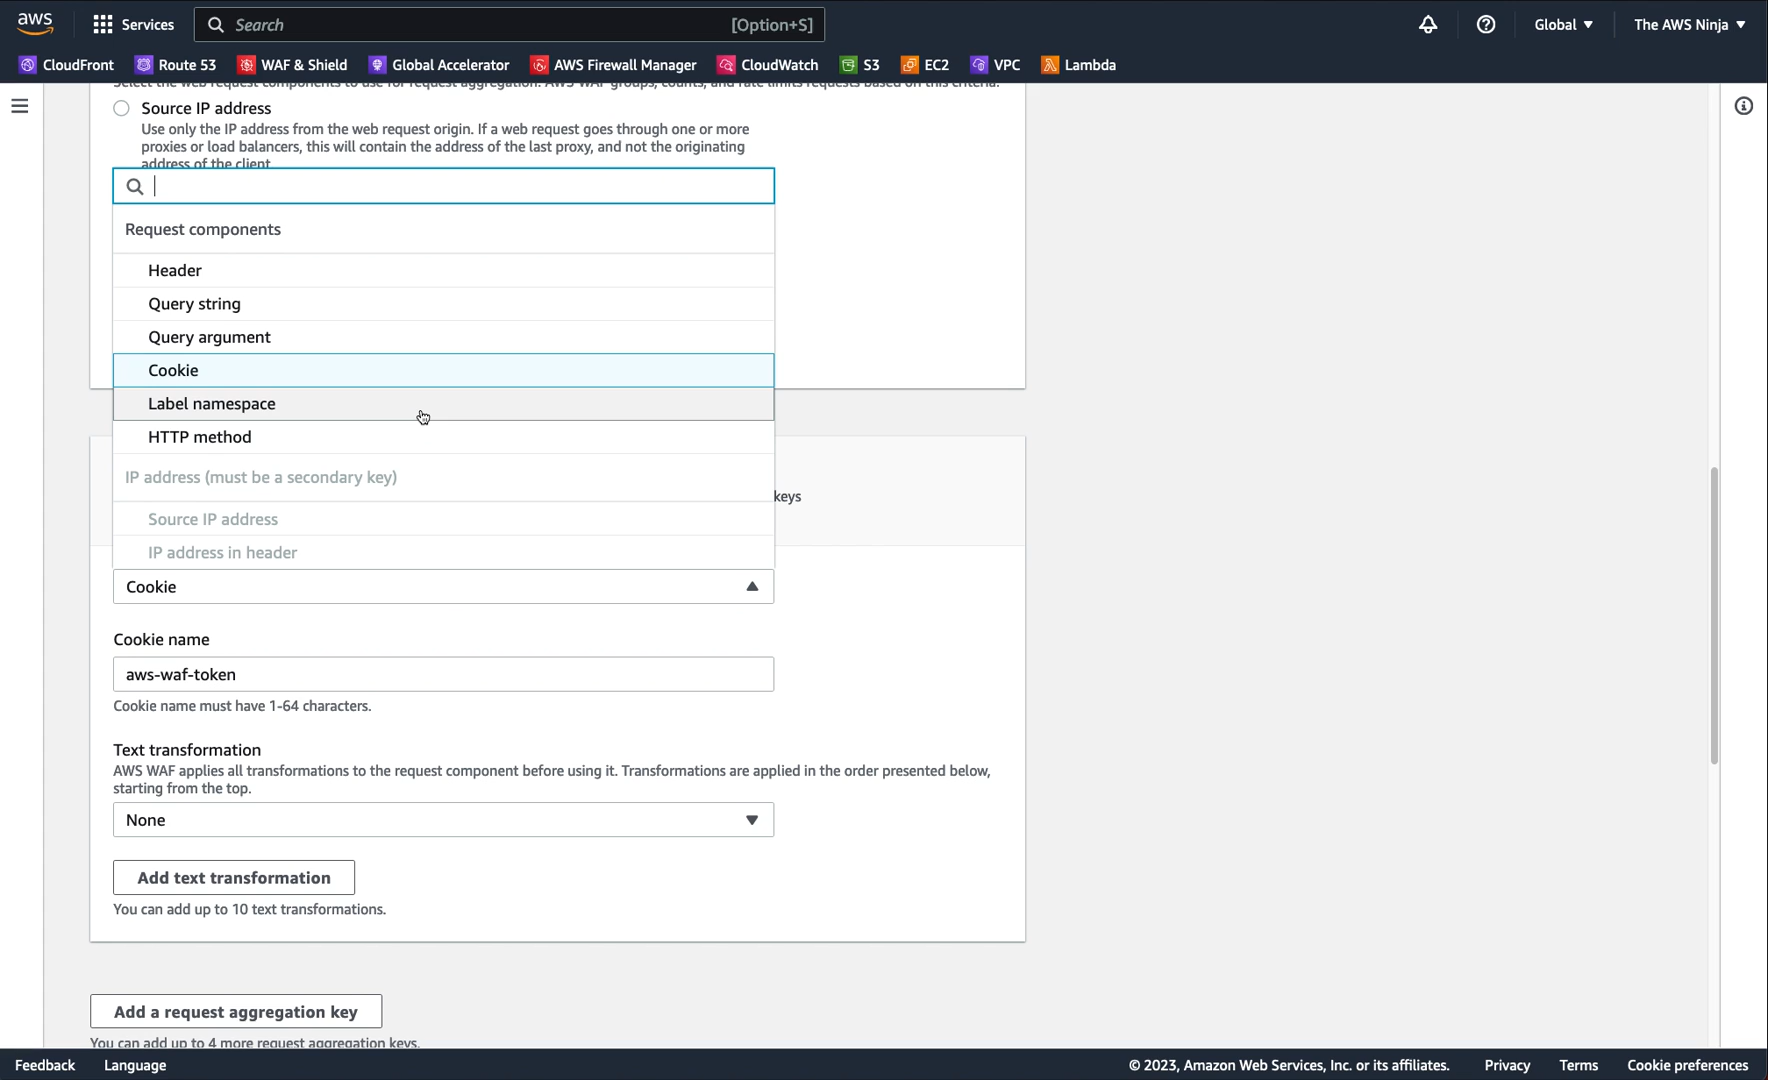 aws
Services
Search
[Option+S]
Global
The AWS Ninja
CloudFront
Route 53
WAF & Shield
Global Accelerator
AWS Firewall Manager
CloudWatch
S3
EC2
VPC
Lambda
Select the web request components to use for request aggregation. AWS WAF groups, counts, and rate limits requests based on this criteria.
Source IP address
Use only the IP address from the web request origin. If a web request goes through one or more
proxies or load balancers, this will contain the address of the last proxy, and not the originating
address of the client.
Request components
Header
Query string
Query argument
Cookie
Label namespace
HTTP method
IP address (must be a secondary key)
keys
Source IP address
IP address in header
Cookie
Cookie name
aws-waf-token
Cookie name must have 1-64 characters.
Text transformation
AWS WAF applies all transformations to the request component before using it. Transformations are applied in the order presented below,
starting from the top.
None
Add text transformation
You can add up to 10 text transformations.
Add a request aggregation key
You can add up to 4 more request aggregation keys.
Feedback
Language
© 2023, Amazon Web Services, Inc. or its affiliates.
Privacy
Terms
Cookie preferences